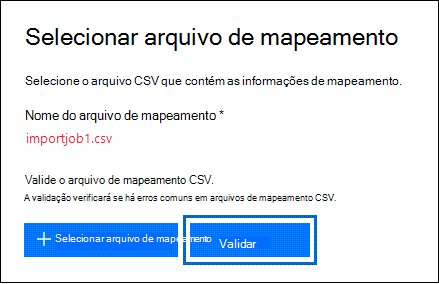 Selecionar arquivo de mapeamento
Selecione o arquivo CSV que contém as informações de mapeamento.
Nome do arquivo de mapeamento *
importjob1.csv
Valide o arquivo de mapeamento CSV.
A validação verificará se há erros comuns em arquivos de mapeamento CSV.
Selecionar arquivo de mapeamento
Validar